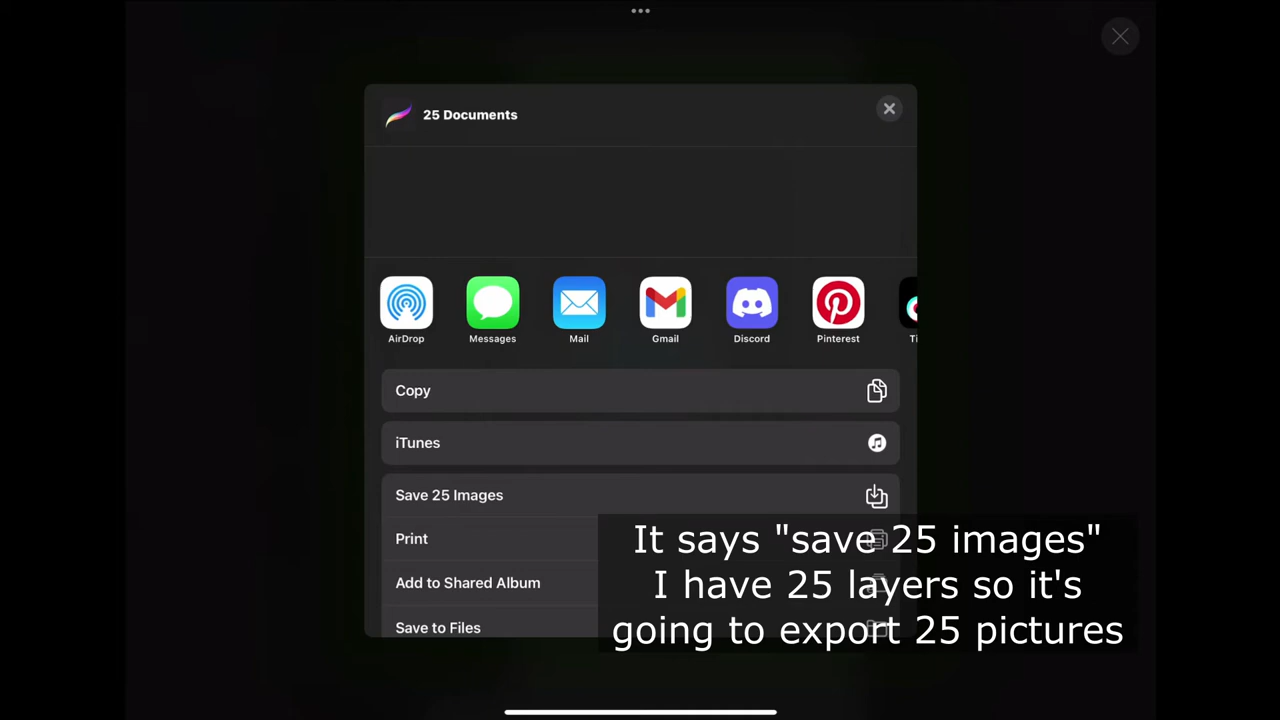 25 Documents
AirDrop
Messages
Mail
Gmail
Discord
Pinterest
Ti
Copy
iTunes
Save 25 Images
Print
Add to Shared Album
Save to Files
It says "save 25 images"
I have 25 layers so it's
going to export 25 pictures